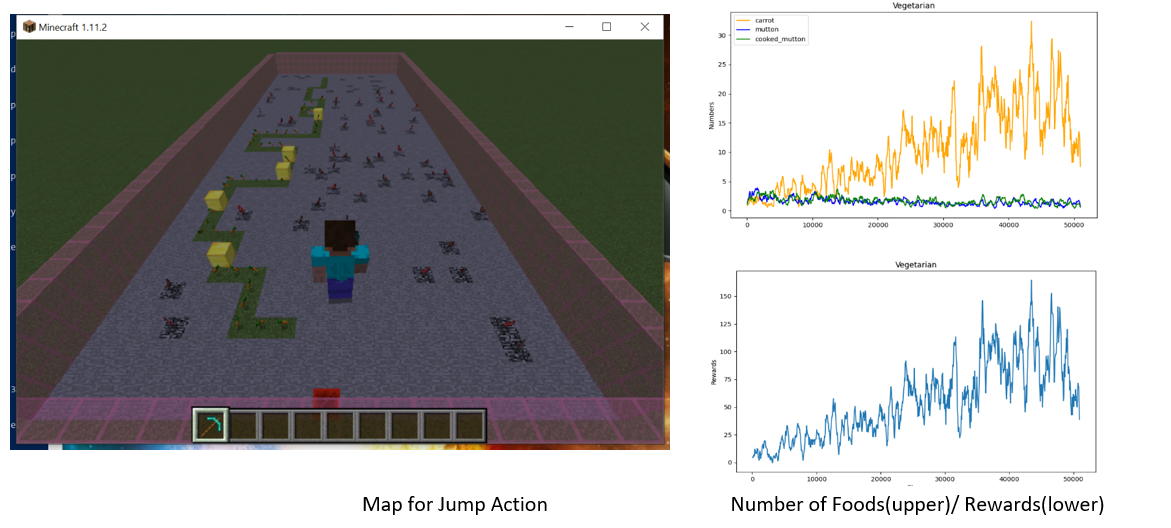 Minecraft 1.11.2
Vegetarian
carrot
mutton
cooked_mutton
Numbers
30
25
20
15
10
5
0
0 10000 20000 30000 40000 50000
Vegetarian
Rewards
150
125
100
75
50
25
0
0 10000 20000 30000 40000 50000
Map for Jump Action
Number of Foods(upper)/ Rewards(lower)